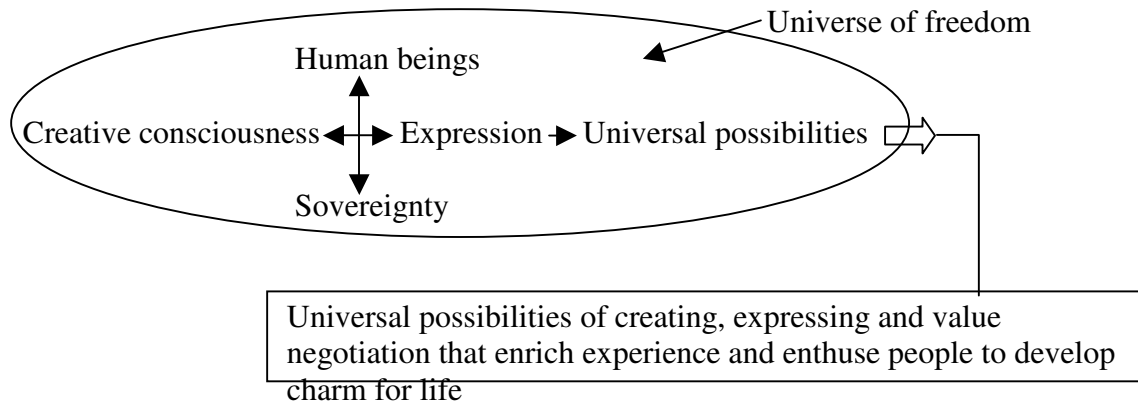 Universe of freedom
Human beings
Creative consciousness Expression Universal possibilities
Sovereignty
Universal possibilities of creating, expressing and value
negotiation that enrich experience and enthuse people to develop
charm for life